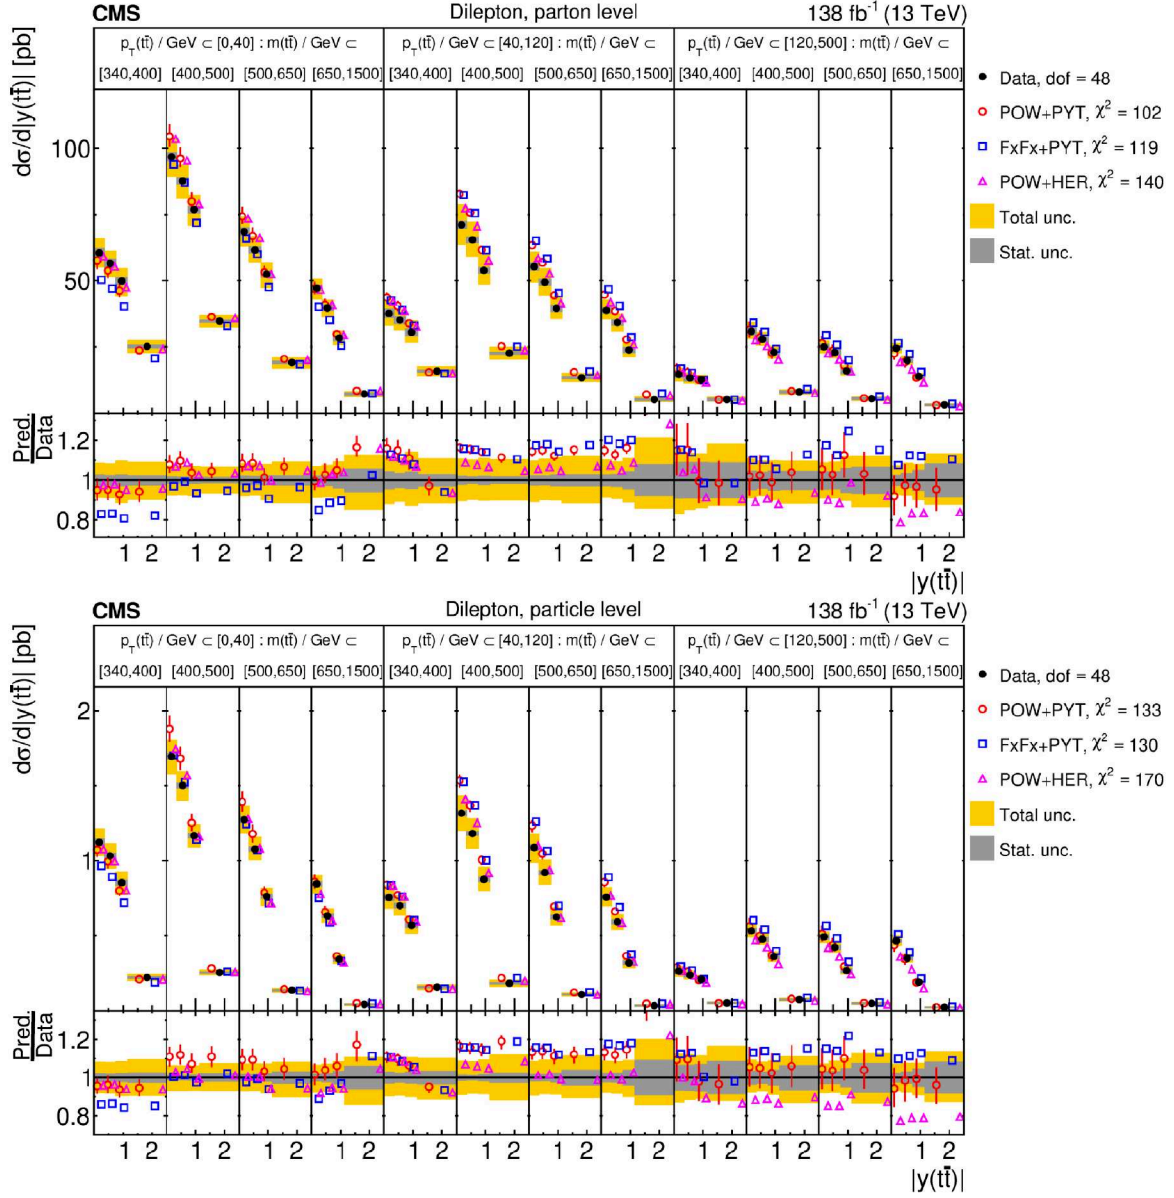 CMS Dilepton, parton level 138 fb⁻¹ (13 TeV)
p_T(tt̄) / GeV ⊂ [0,40] : m(tt̄) / GeV ⊂ p_T(tt̄) / GeV ⊂ [40,120] : m(tt̄) / GeV ⊂ p_T(tt̄) / GeV ⊂ [120,500] : m(tt̄) / GeV ⊂
[340,400] [400,500] [500,650] [650,1500] [340,400] [400,500] [500,650] [650,1500] [340,400] [400,500] [500,650] [650,1500]
dσ/d|y(tt̄)| [pb]
100
50
Data, dof = 48
POW+PYT, χ² = 102
FxFx+PYT, χ² = 119
POW+HER, χ² = 140
Total unc.
Stat. unc.
Pred.
Data
1.2
1
0.8
1 2 1 2 1 2 1 2 1 2 1 2 1 2 1 2 1 2 1 2 1 2 1 2
|y(tt̄)|
CMS Dilepton, particle level 138 fb⁻¹ (13 TeV)
p_T(tt̄) / GeV ⊂ [0,40] : m(tt̄) / GeV ⊂ p_T(tt̄) / GeV ⊂ [40,120] : m(tt̄) / GeV ⊂ p_T(tt̄) / GeV ⊂ [120,500] : m(tt̄) / GeV ⊂
[340,400] [400,500] [500,650] [650,1500] [340,400] [400,500] [500,650] [650,1500] [340,400] [400,500] [500,650] [650,1500]
dσ/d|y(tt̄)| [pb]
2
1
Data, dof = 48
POW+PYT, χ² = 133
FxFx+PYT, χ² = 130
POW+HER, χ² = 170
Total unc.
Stat. unc.
Pred.
Data
1.2
1
0.8
1 2 1 2 1 2 1 2 1 2 1 2 1 2 1 2 1 2 1 2 1 2 1 2
|y(tt̄)|